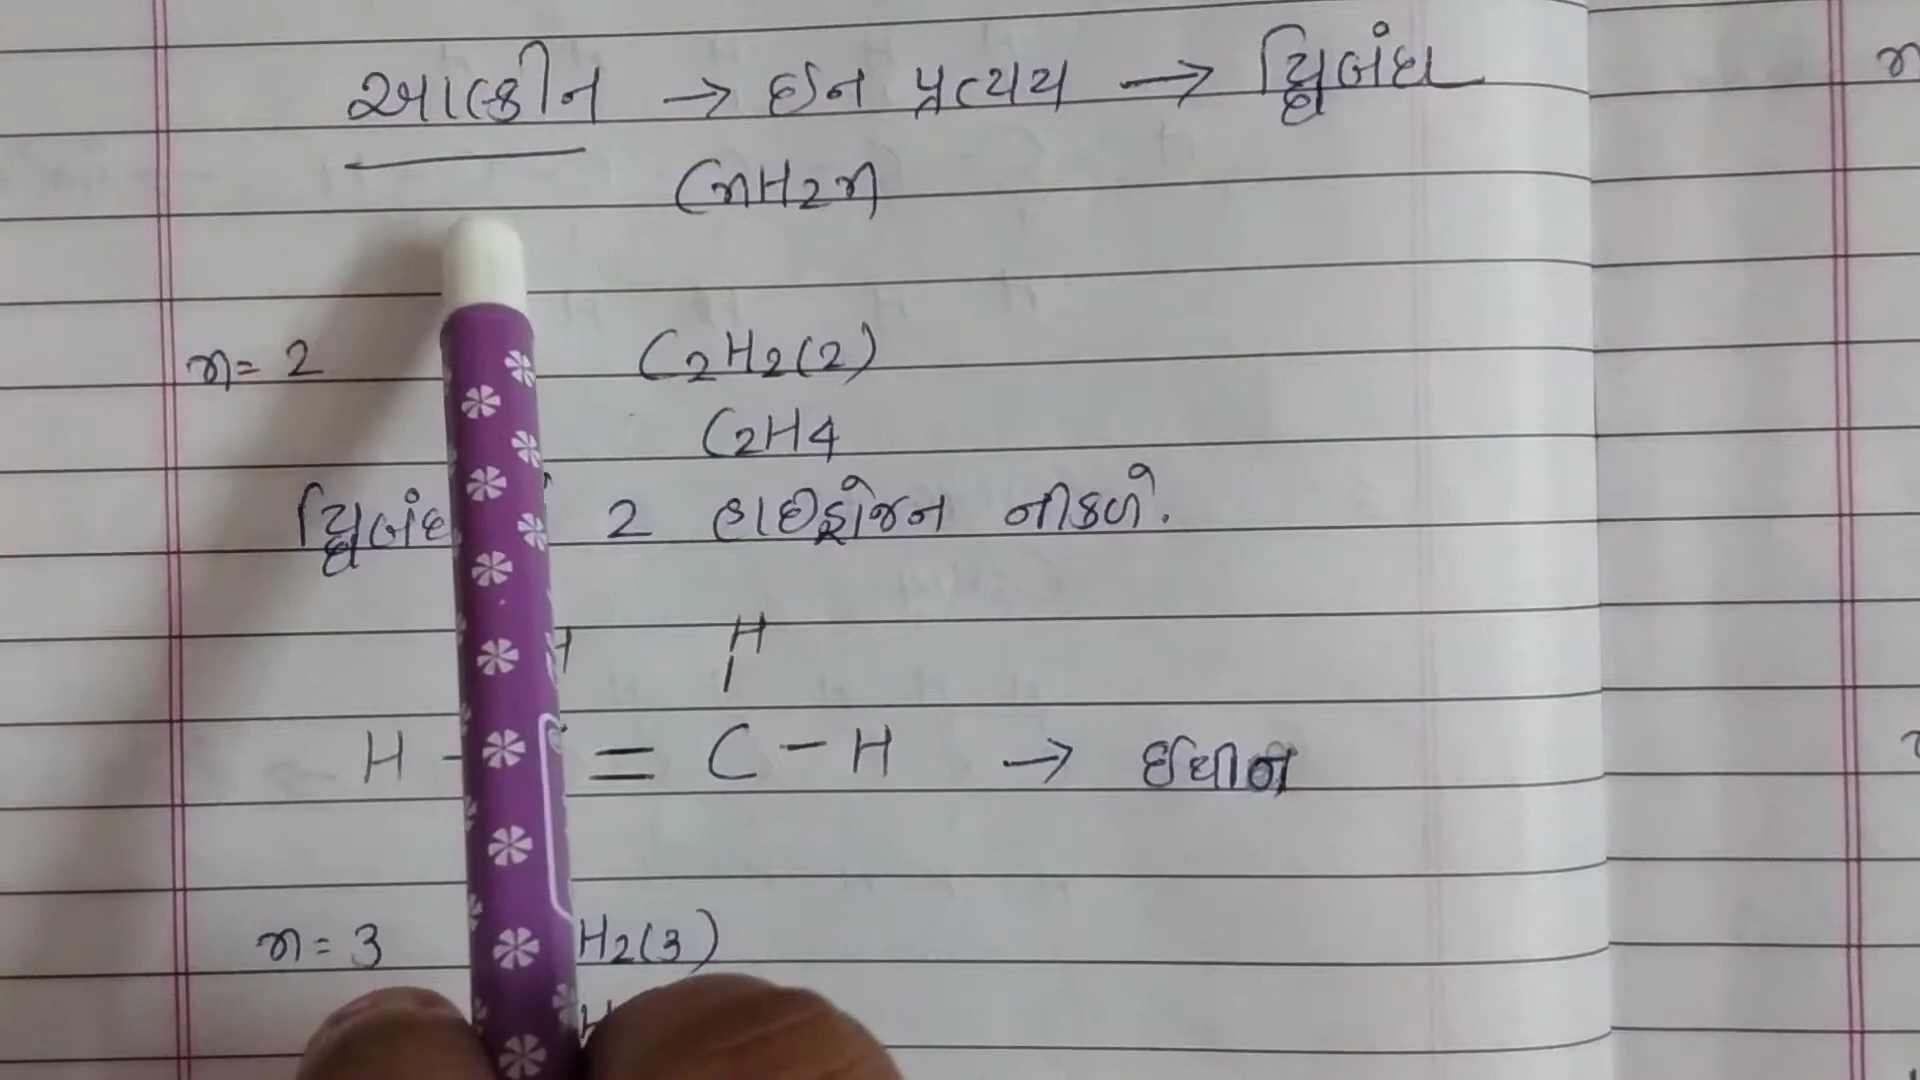 આલ્કીન → ઈન પ્રત્યય → દ્વિબંધ
CnH2n
n = 2 C2H2(2)
C2H4
દ્વિબંધ 2 હાઈડ્રોજન નીકળે.
H H
H - = C - H → ઈથીન
n = 3 H2(3)